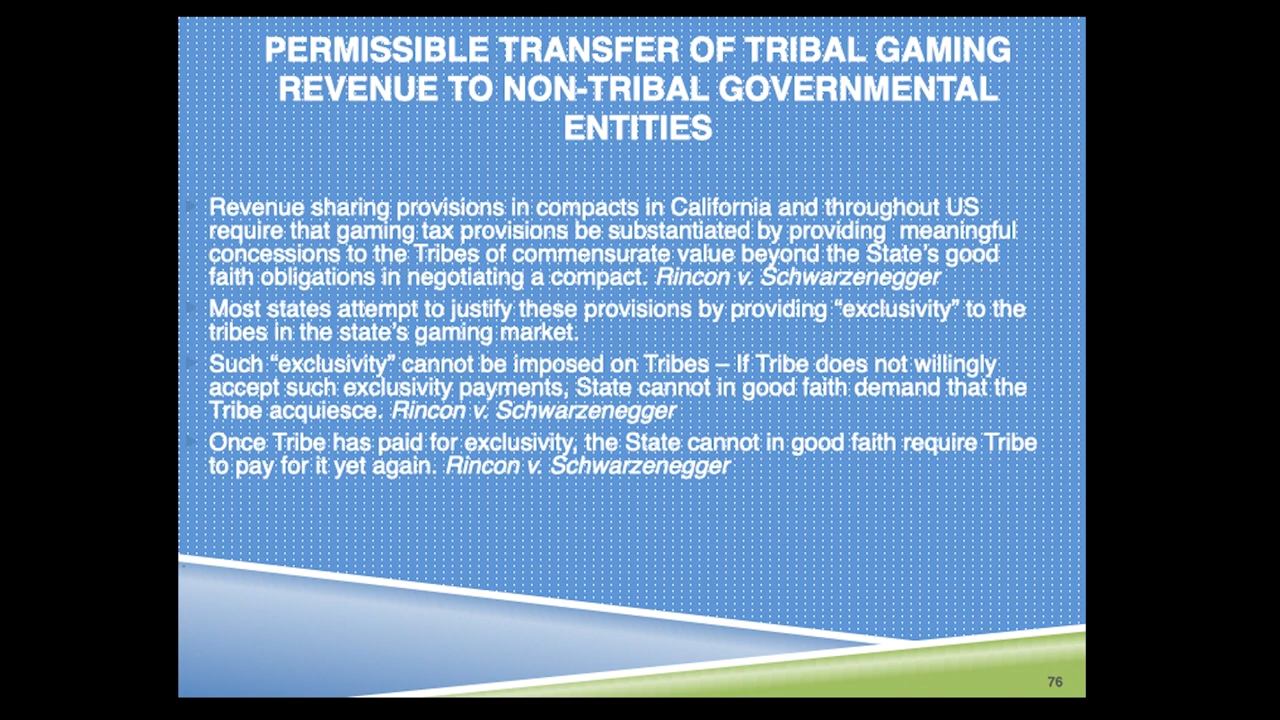 PERMISSIBLE TRANSFER OF TRIBAL GAMING
REVENUE TO NON-TRIBAL GOVERNMENTAL
ENTITIES
Revenue sharing provisions in compacts in California and throughout US
require that gaming tax provisions be substantiated by providing meaningful
concessions to the Tribes of commensurate value beyond the State's good
faith obligations in negotiating a compact. Rincon v. Schwarzenegger
Most states attempt to justify these provisions by providing “exclusivity” to the
tribes in the state's gaming market.
Such “exclusivity” cannot be imposed on Tribes – If Tribe does not willingly
accept such exclusivity payments, State cannot in good faith demand that the
Tribe acquiesce. Rincon v. Schwarzenegger
Once Tribe has paid for exclusivity, the State cannot in good faith require Tribe
to pay for it yet again. Rincon v. Schwarzenegger
76